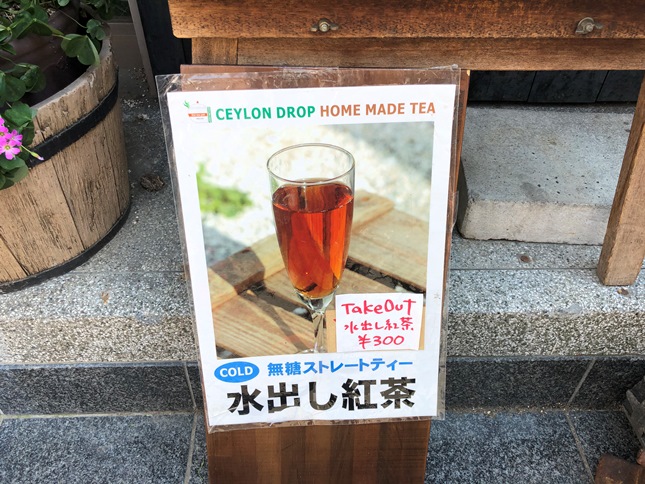 CEYLON DROP HOME MADE TEA
TakeOut
水出し紅茶
¥300
COLD 無糖ストレートティー
水出し紅茶